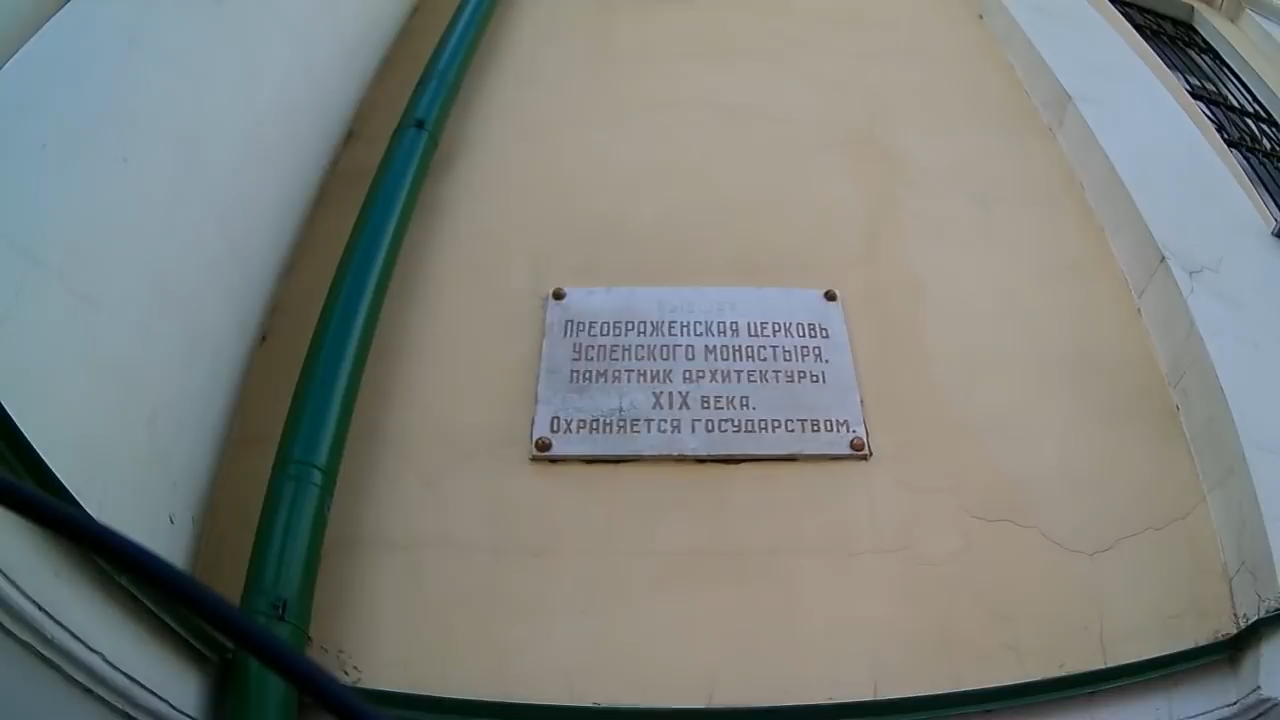 ПРЕОБРАЖЕНСКАЯ ЦЕРКОВЬ
УСПЕНСКОГО МОНАСТЫРЯ.
ПАМЯТНИК АРХИТЕКТУРЫ
XIX ВЕКА.
ОХРАНЯЕТСЯ ГОСУДАРСТВОМ.